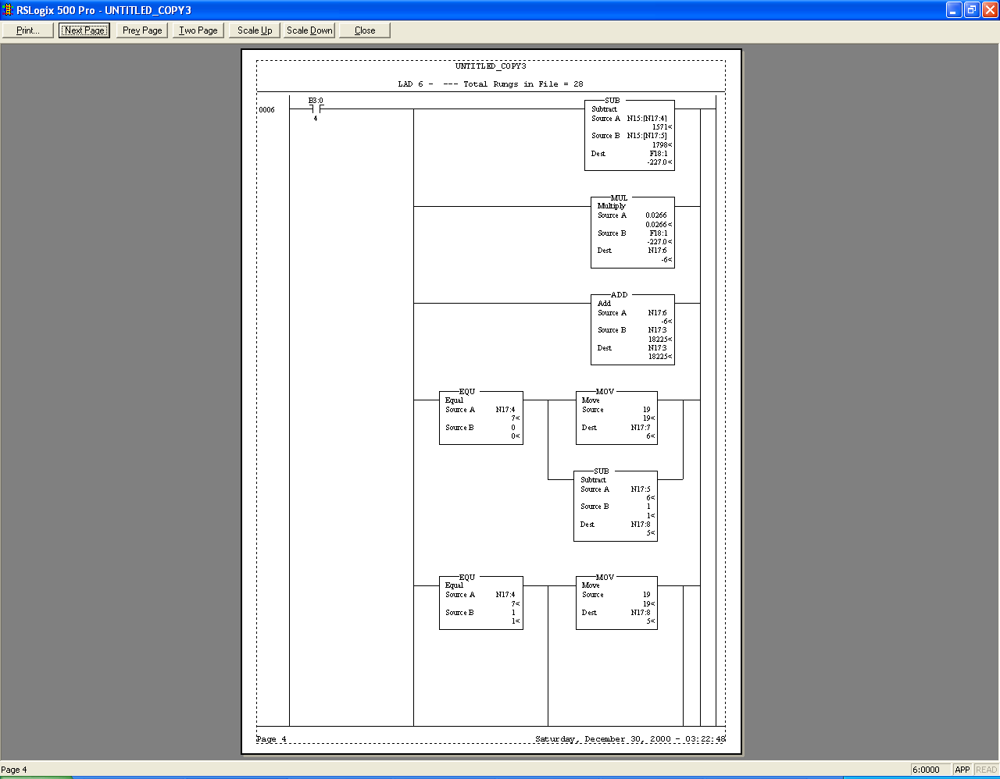 RSLogix 500 Pro - UNTITLED_COPY3
Print... Next Page Prev Page Two Page Scale Up Scale Down Close
UNTITLED_COPY3
LAD 6 - --- Total Rungs in File = 28
0006
B3:0
4
SUB
Subtract
Source A N15:[N17:4]
1571<
Source B N15:[N17:5]
1798<
Dest F18:1
-227.0<
MUL
Multiply
Source A 0.0266
0.0266<
Source B F18:1
-227.0<
Dest N17:6
-6<
ADD
Add
Source A N17:6
-6<
Source B N17:3
18225<
Dest N17:3
18225<
EQU
Equal
Source A N17:4
7<
Source B 0
0<
MOV
Move
Source 19
19<
Dest N17:7
6<
SUB
Subtract
Source A N17:5
6<
Source B 1
1<
Dest N17:8
5<
EQU
Equal
Source A N17:4
7<
Source B 1
1<
MOV
Move
Source 19
19<
Dest N17:8
5<
Page 4 Saturday, December 30, 2000 - 03:22:48
Page 4 6:0000 APP READ